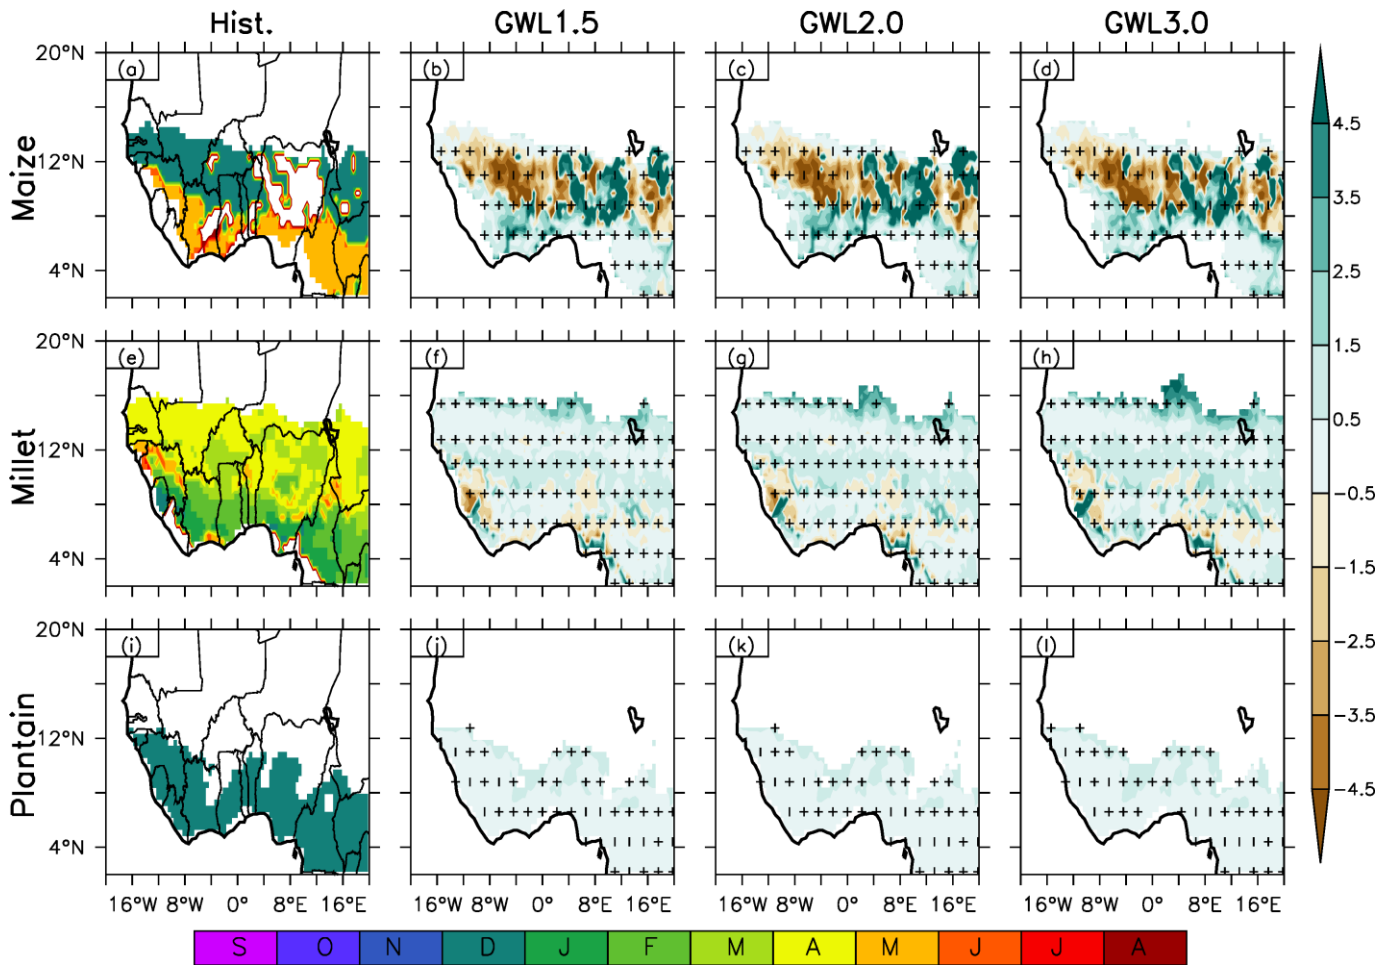 Hist. GWL1.5 GWL2.0 GWL3.0
20°N (a) (b) (c) (d)
Maize
12°N
4°N
20°N (e) (f) (g) (h)
Millet
12°N
4°N
20°N (i) (j) (k) (l)
Plantain
12°N
4°N
16°W 8°W 0° 8°E 16°E 16°W 8°W 0° 8°E 16°E 16°W 8°W 0° 8°E 16°E 16°W 8°W 0° 8°E 16°E
4.5
3.5
2.5
1.5
0.5
−0.5
−1.5
−2.5
−3.5
−4.5
S O N D J F M A M J J A